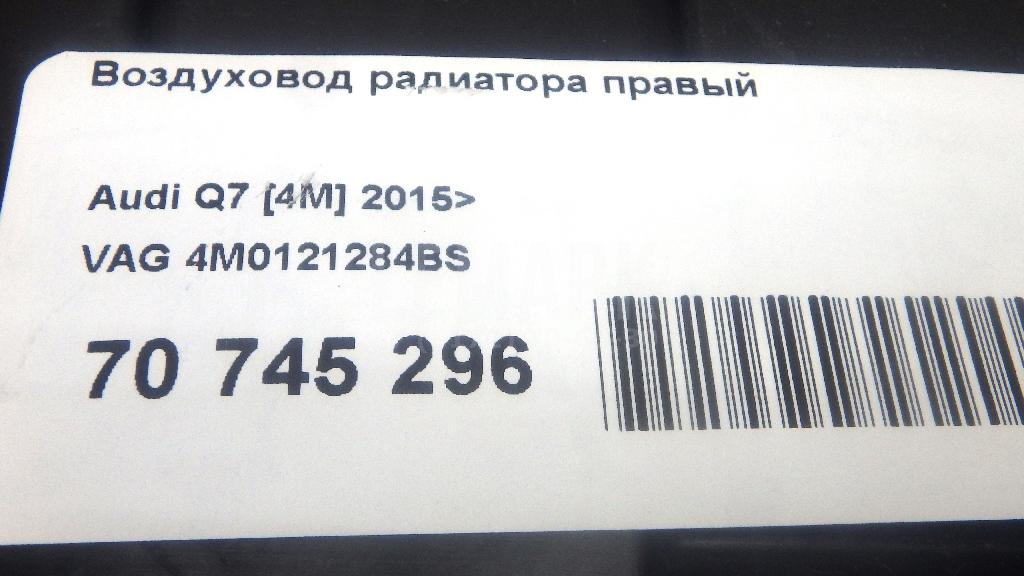 Воздуховод радиатора правый
Audi Q7 [4M] 2015>
VAG 4M0121284BS
70 745 296